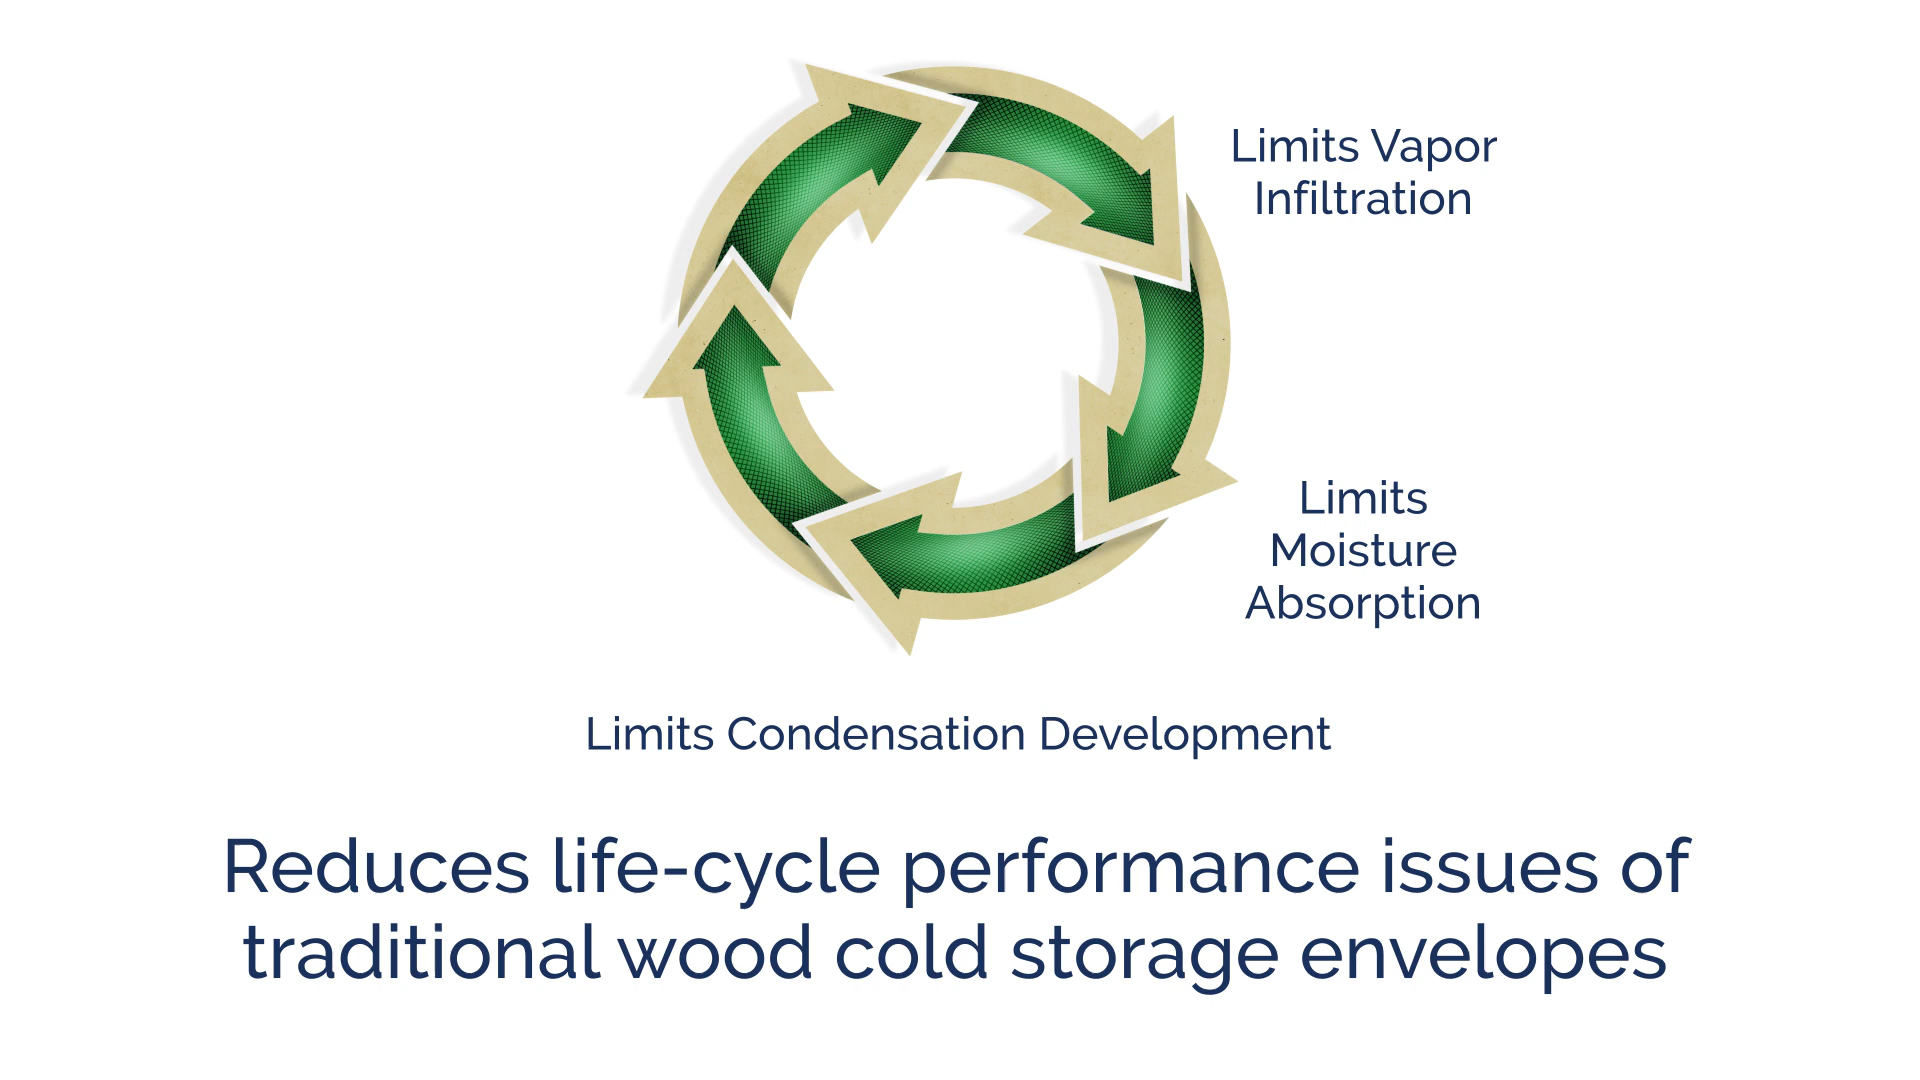 Limits Vapor
Infiltration
Limits
Moisture
Absorption
Limits Condensation Development
Reduces life-cycle performance issues of
traditional wood cold storage envelopes